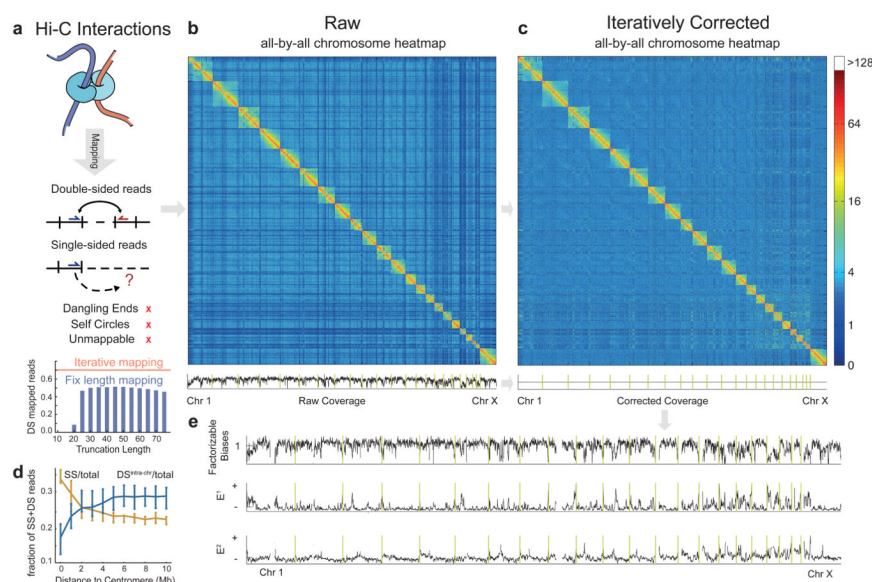 a Hi-C Interactions
Mapping
Double-sided reads
Single-sided reads
?
Dangling Ends x
Self Circles x
Unmappable x
Iterative mapping
Fix length mapping
DS mapped reads
0.6
0.4
0.2
0.0
10 20 30 40 50 60 70
Truncation Length
b Raw
all-by-all chromosome heatmap
Chr 1 Raw Coverage Chr X
c Iteratively Corrected
all-by-all chromosome heatmap
Chr 1 Corrected Coverage Chr X
>128
64
32
16
4
1
0
d SS/total DSintra-chr/total
fraction of SS+DS reads
0.3
0.2
0.1
0 2 4 6 8 10
Distance to Centromere (Mb)
e
Factorizable
Biases
1
E1
+
-
E2
+
-
Chr 1 Chr X